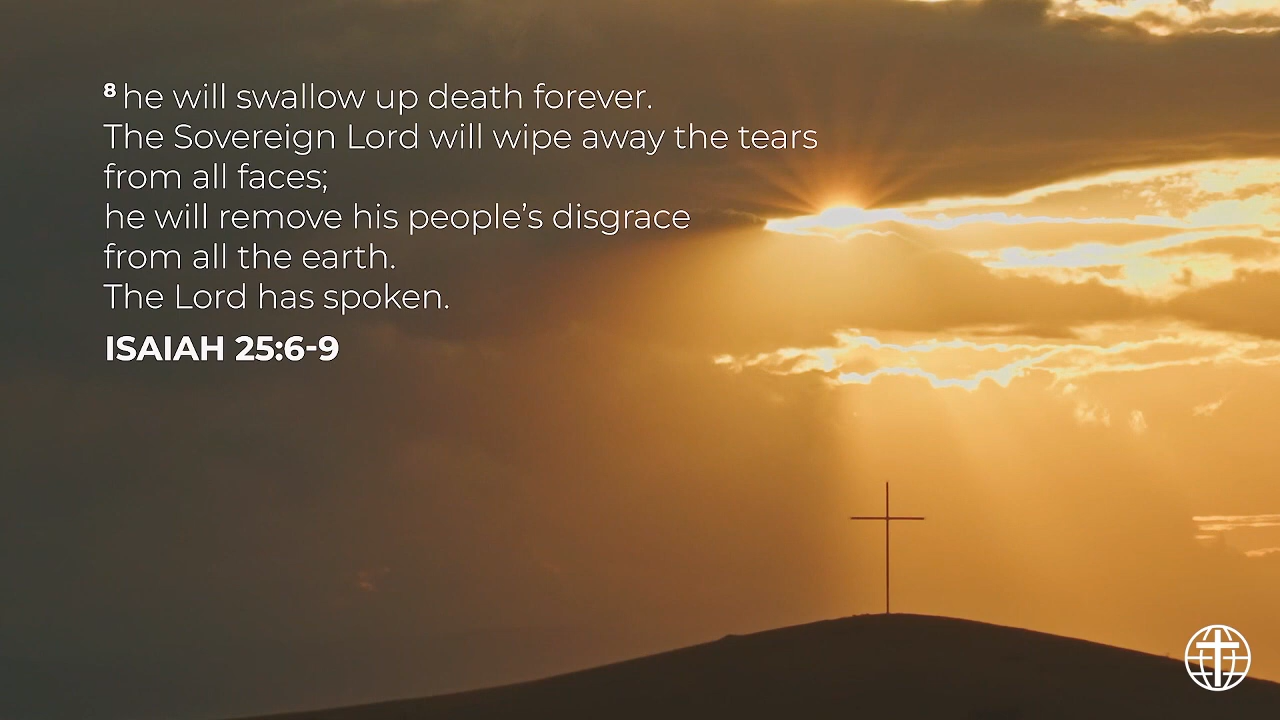 8 he will swallow up death forever.
The Sovereign Lord will wipe away the tears
from all faces;
he will remove his people’s disgrace
from all the earth.
The Lord has spoken.
ISAIAH 25:6-9